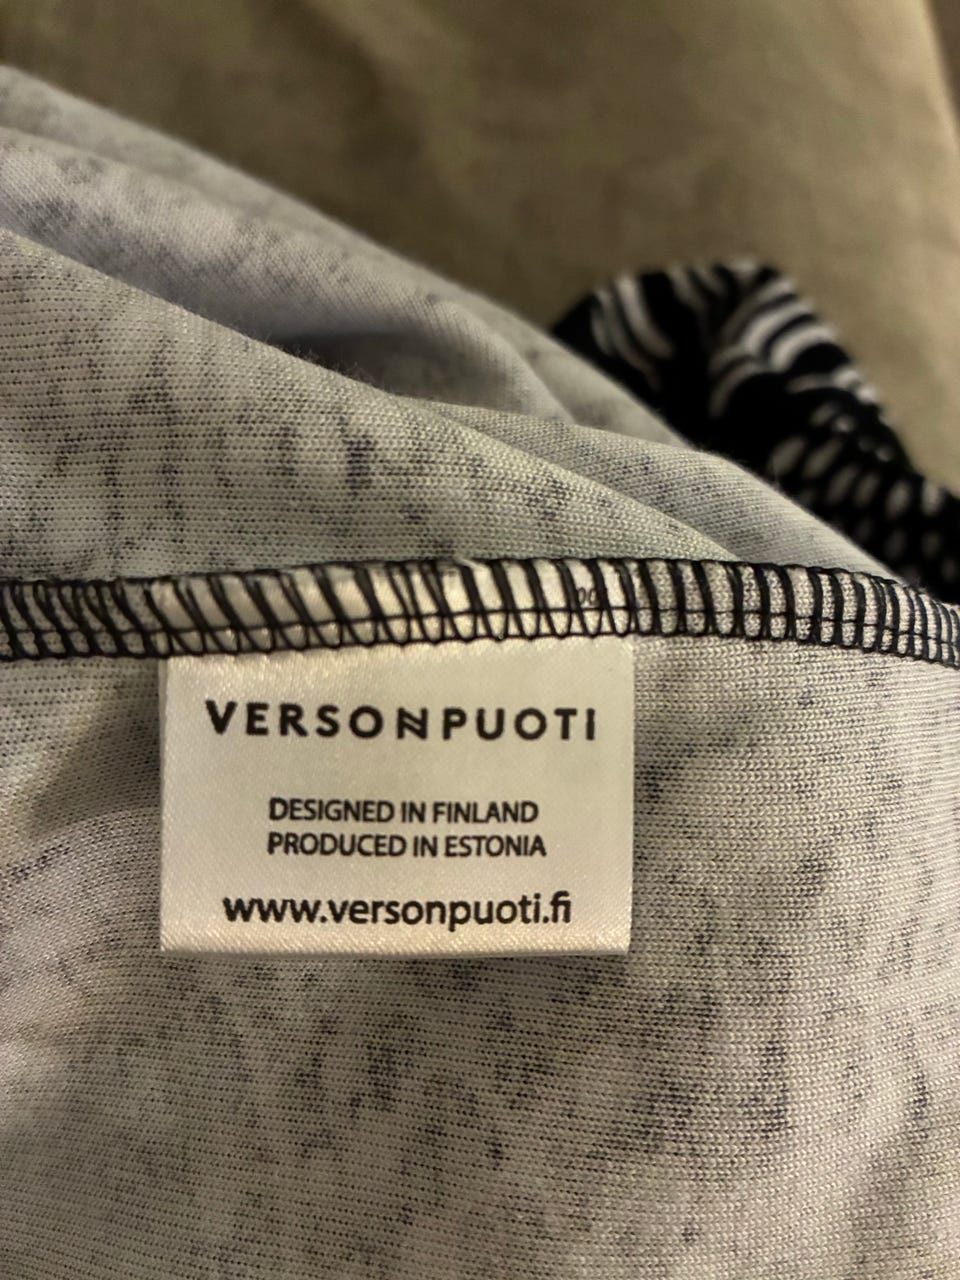 VERSONPUOTI
DESIGNED IN FINLAND
PRODUCED IN ESTONIA
www.versonpuoti.fi